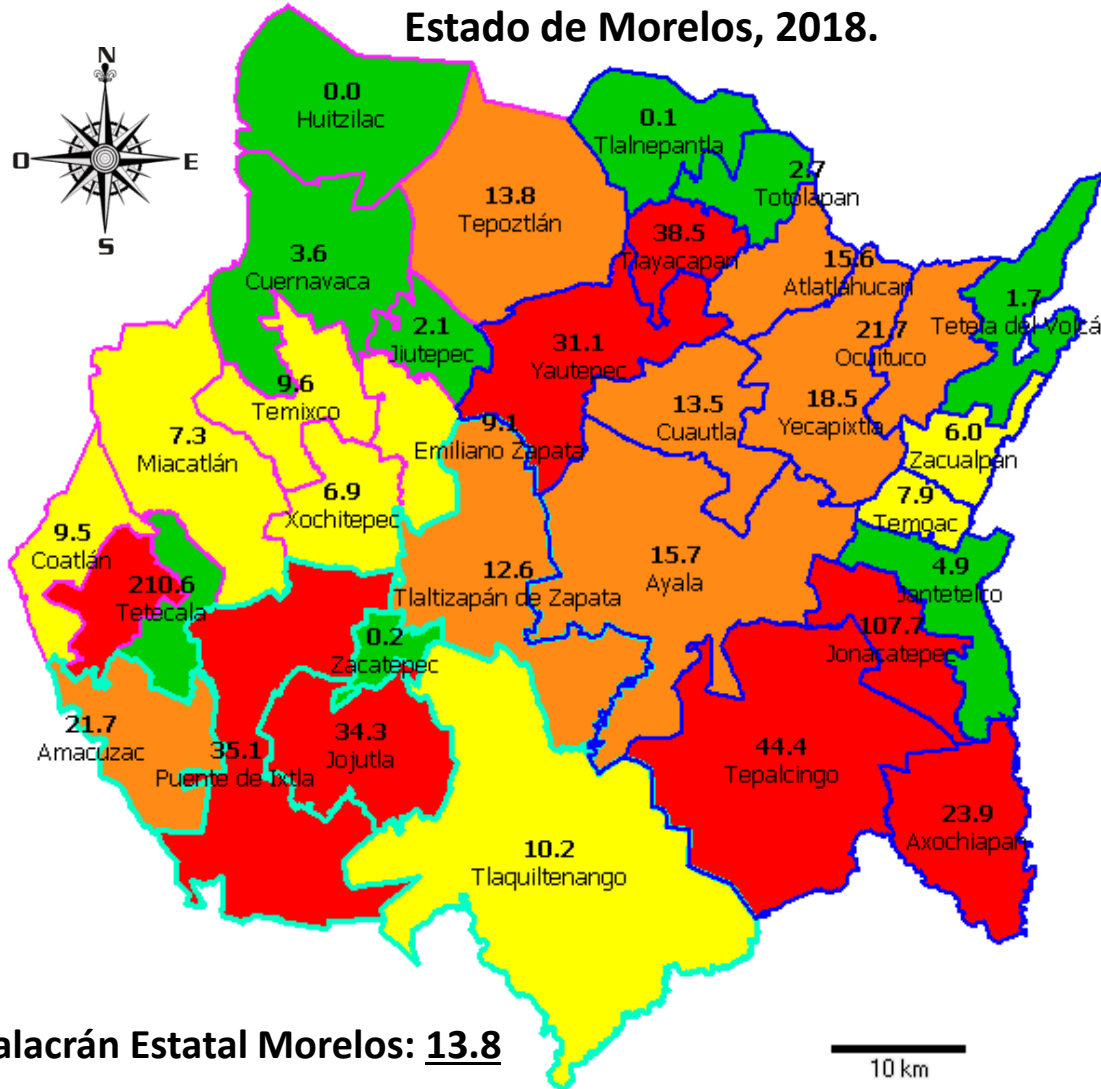 Estado de Morelos, 2018.
N
O
E
S
0.0
Huitzilac
0.1
Tlalnepantla
2.7
Totolapan
13.8
Tepoztlán
38.5
Tlayacapan
3.6
Cuernavaca
15.6
Atlatlahucan
1.7
Tetela del Volcá
21.7
Ocuituco
2.1
Jiutepec
31.1
Yautepec
9.6
Temixco
13.5
Cuautla
18.5
Yecapixtla
9.1
Emiliano Zapata
6.0
Zacualpan
7.3
Miacatlán
6.9
Xochitepec
7.9
Temoac
9.5
Coatlán
210.6
Tetecala
12.6
Tlaltizapán de Zapata
15.7
Ayala
4.9
Jantetelco
107.7
Jonacatepec
0.2
Zacatepec
21.7
Amacuzac
35.1
Puente de Ixtla
34.3
Jojutla
44.4
Tepalcingo
23.9
Axochiapan
10.2
Tlaquiltenango
alacrán Estatal Morelos: 13.8
10 km